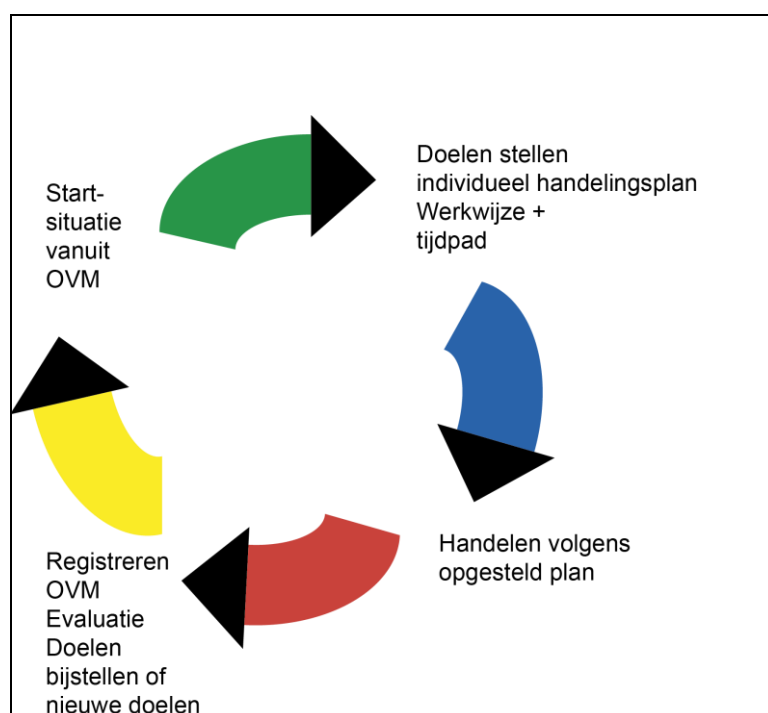 Start-
situatie
vanuit
OVM
Doelen stellen
individueel handelingsplan
Werkwijze +
tijdpad
Handelen volgens
opgesteld plan
Registreren
OVM
Evaluatie
Doelen
bijstellen of
nieuwe doelen